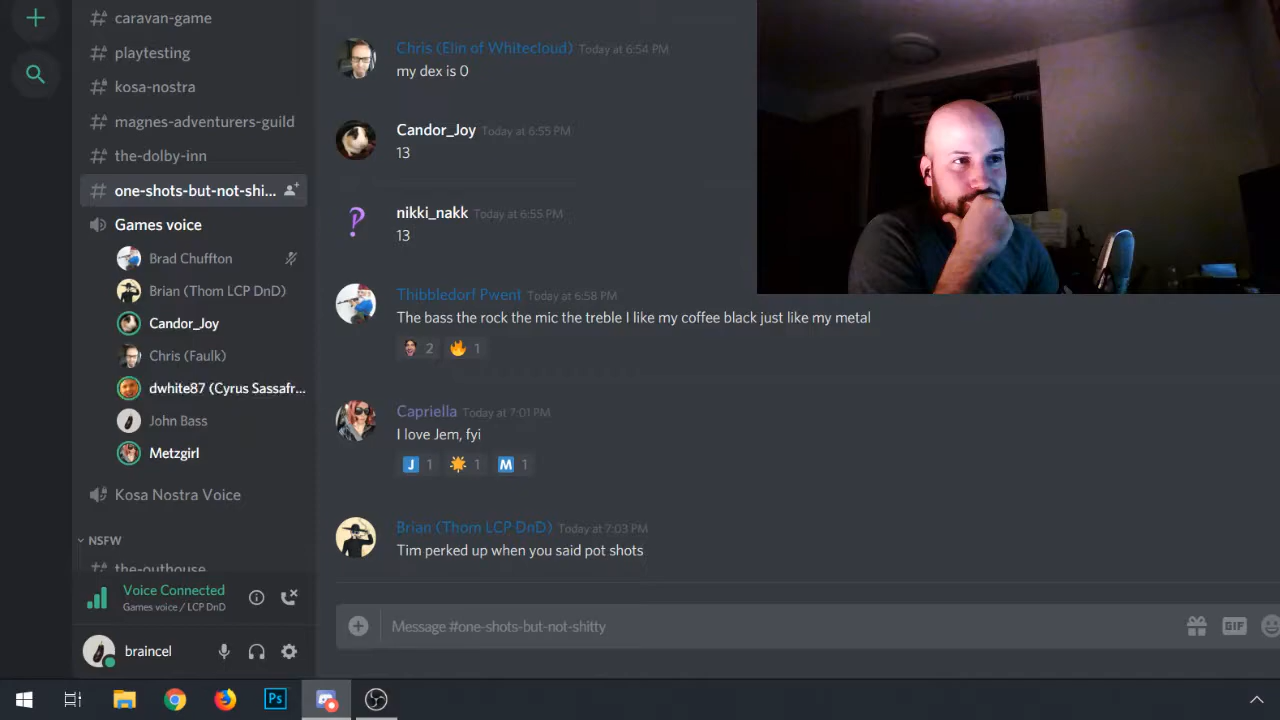 caravan-game
playtesting
kosa-nostra
magnes-adventurers-guild
the-dolby-inn
one-shots-but-not-shi...
Games voice
Brad Chuffton
Brian (Thom LCP DnD)
Candor_Joy
Chris (Faulk)
dwhite87 (Cyrus Sassafr...
John Bass
Metzgirl
Kosa Nostra Voice
NSFW
the-outhouse
Voice Connected
Games voice / LCP DnD
braincel
Chris (Elin of Whitecloud) Today at 6:54 PM
my dex is 0
Candor_Joy Today at 6:55 PM
13
nikki_nakk Today at 6:55 PM
13
Thibbledorf Pwent Today at 6:58 PM
The bass the rock the mic the treble I like my coffee black just like my metal
2 1
Capriella Today at 7:01 PM
I love Jem, fyi
J 1 1 M 1
Brian (Thom LCP DnD) Today at 7:03 PM
Tim perked up when you said pot shots
Message #one-shots-but-not-shitty
GIF
Ps